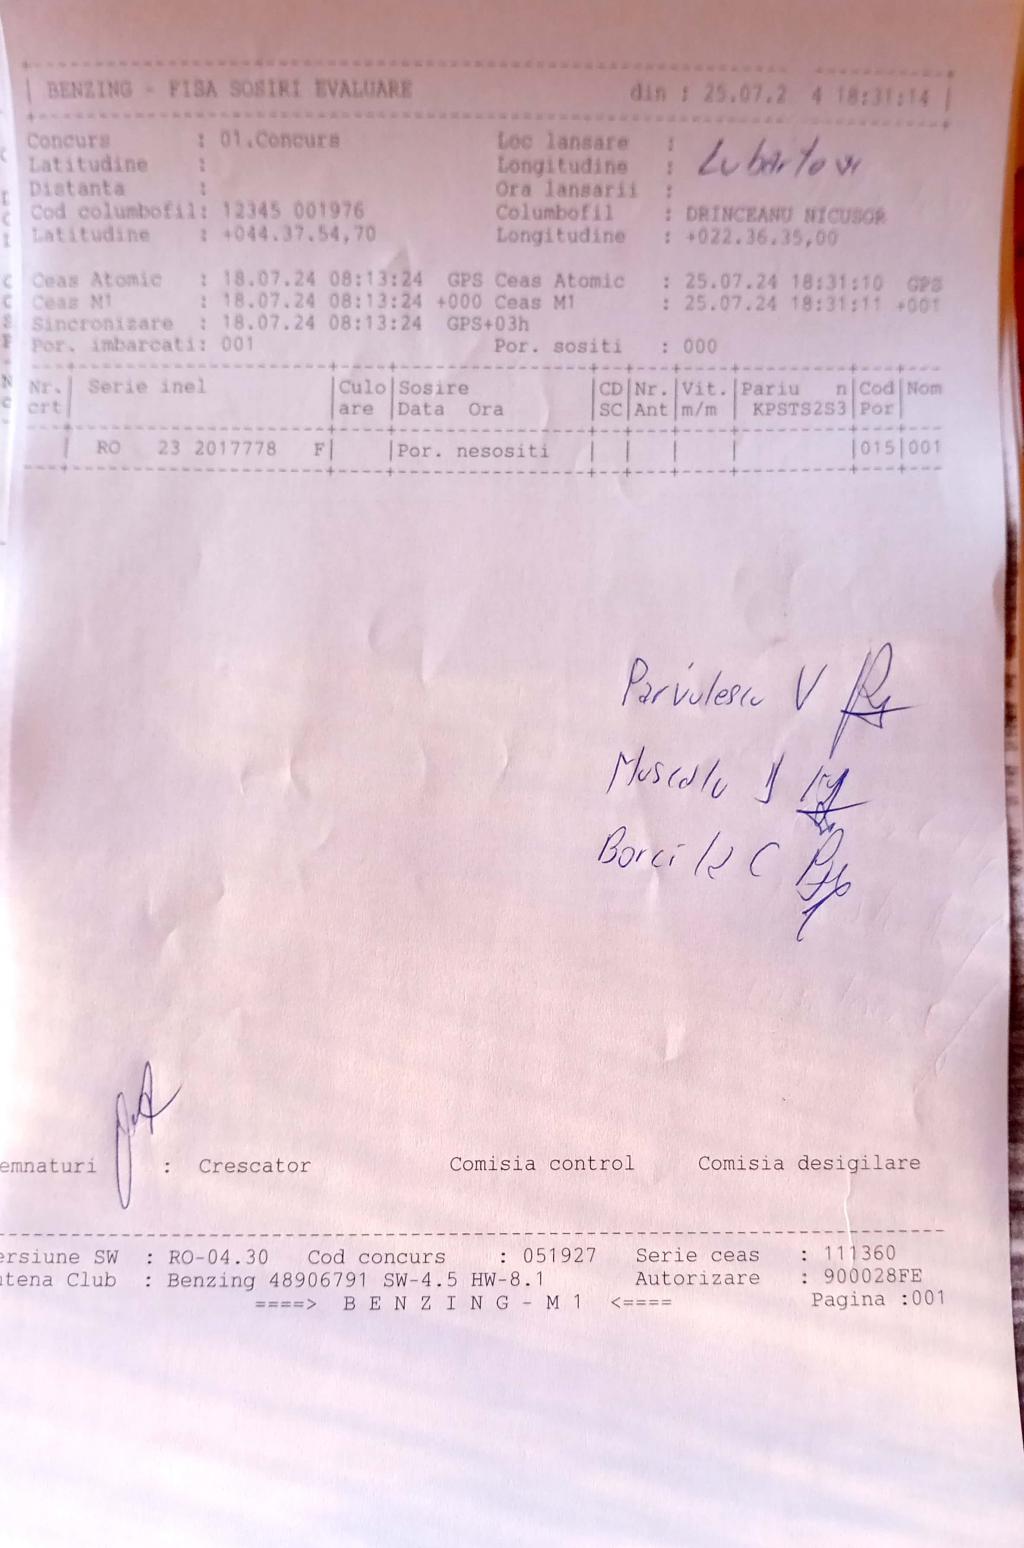 BENZING - FISA SOSIRI EVALUARE din : 25.07.2 4 18:31:14
Concurs : 01.Concurs Loc lansare :
Latitudine : Longitudine : Lubartow
Distanta : Ora lansarii :
Cod columbofil: 12345 001976 Columbofil : DRINCEANU NICUSOR
Latitudine : +044.37.54,70 Longitudine : +022.36.35,00
Ceas Atomic : 18.07.24 08:13:24 GPS Ceas Atomic : 25.07.24 18:31:10 GPS
Ceas M1 : 18.07.24 08:13:24 +000 Ceas M1 : 25.07.24 18:31:11 +001
Sincronizare : 18.07.24 08:13:24 GPS+03h
Por. imbarcati: 001 Por. sositi : 000
Nr.| Serie inel |Culo|Sosire |CD|Nr.|Vit.|Pariu n|Cod|Nom
crt| |are |Data Ora |SC|Ant|m/m | KPSTS2S3|Por|
| RO 23 2017778 F| |Por. nesositi | | | | |015|001
Parvulescu V
Muscalu I
Borcila C
emnaturi : Crescator Comisia control Comisia desigilare
ersiune SW : RO-04.30 Cod concurs : 051927 Serie ceas : 111360
ntena Club : Benzing 48906791 SW-4.5 HW-8.1 Autorizare : 900028FE
====> B E N Z I N G - M 1 <==== Pagina :001